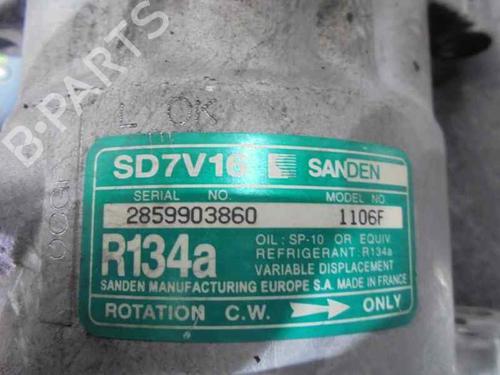 B-PARTS
L OK
SD7V16 SANDEN
SERIAL NO. MODEL NO
2859903860 1106F
R134a
OIL: SP-10 OR EQUIV.
REFRIGERANT: R134a
VARIABLE DISPLACEMENT
SANDEN MANUFACTURING EUROPE S.A. MADE IN FRANCE
ROTATION C.W. ONLY